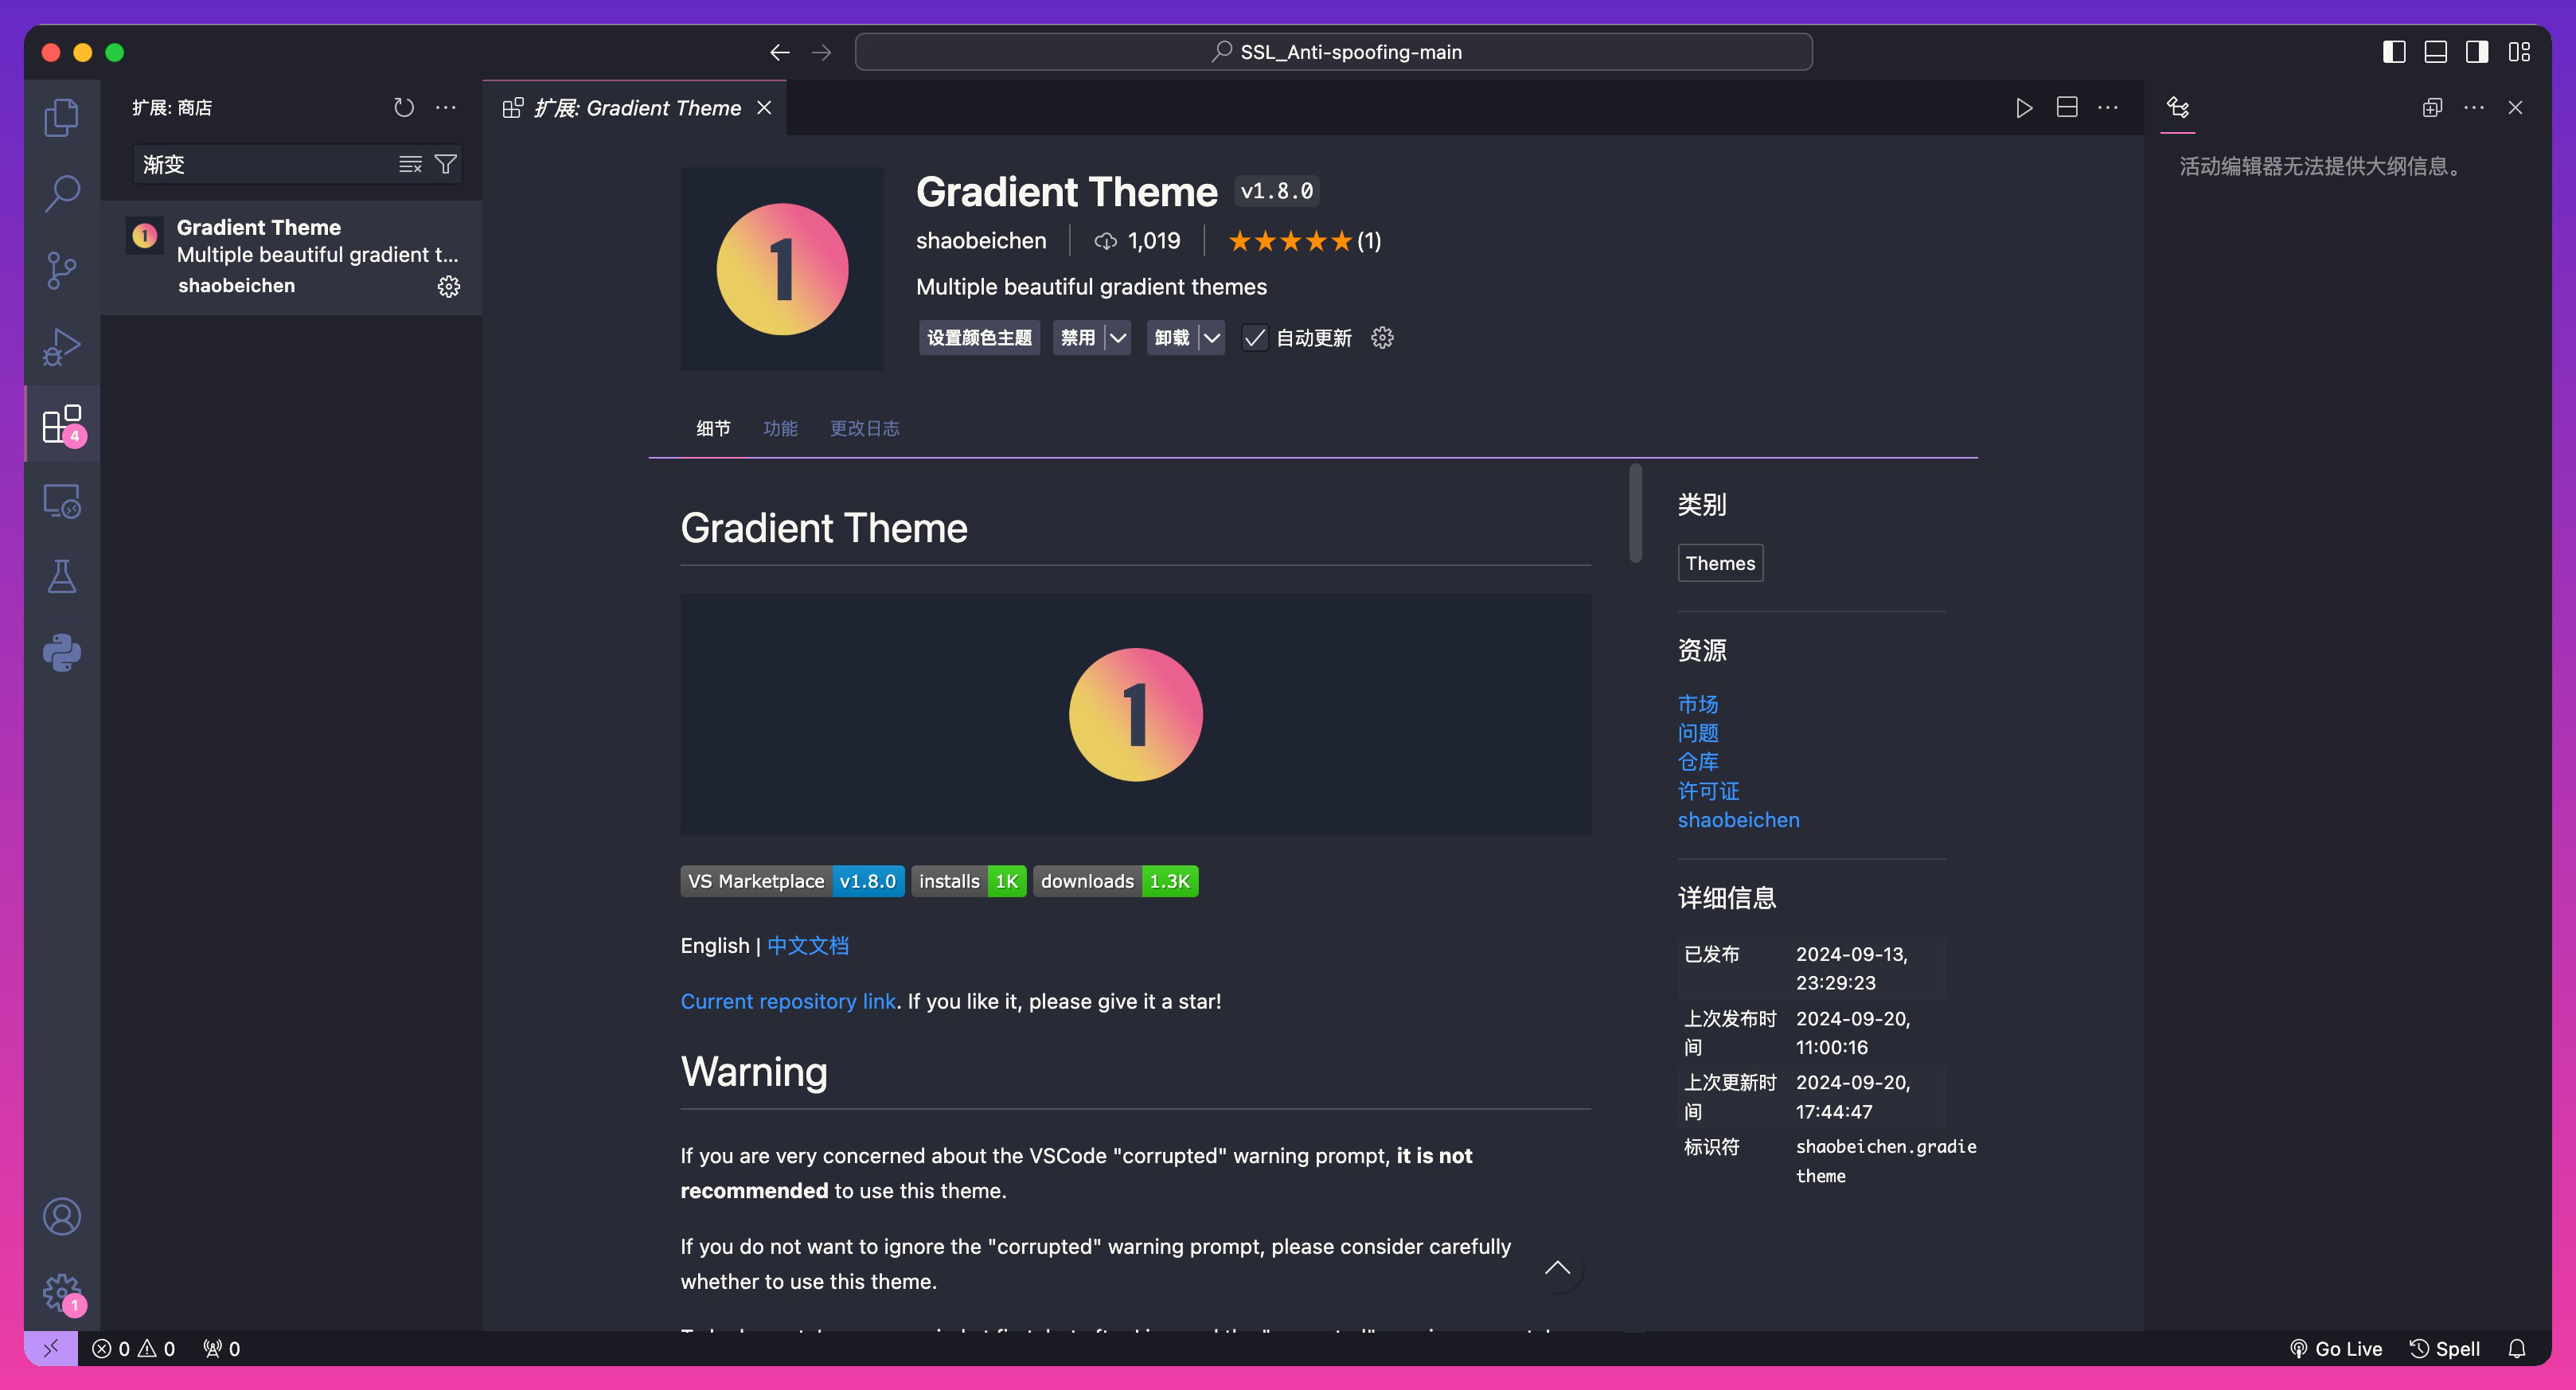 SSL_Anti-spoofing-main
扩展: 商店
扩展: Gradient Theme
渐变
Gradient Theme
Multiple beautiful gradient t...
shaobeichen
4
1
1
Gradient Theme v1.8.0
shaobeichen 1,019 (1)
Multiple beautiful gradient themes
设置颜色主题 禁用 卸载 自动更新
1
细节 功能 更改日志
Gradient Theme
1
VS Marketplace v1.8.0 installs 1K downloads 1.3K
English | 中文文档
Current repository link. If you like it, please give it a star!
Warning
If you are very concerned about the VSCode "corrupted" warning prompt, it is not
recommended to use this theme.
If you do not want to ignore the "corrupted" warning prompt, please consider carefully
whether to use this theme.
类别
Themes
资源
市场
问题
仓库
许可证
shaobeichen
详细信息
已发布 2024-09-13,
23:29:23
上次发布时 2024-09-20,
间 11:00:16
上次更新时 2024-09-20,
间 17:44:47
标识符 shaobeichen.gradie
theme
活动编辑器无法提供大纲信息。
0 0 0
Go Live Spell